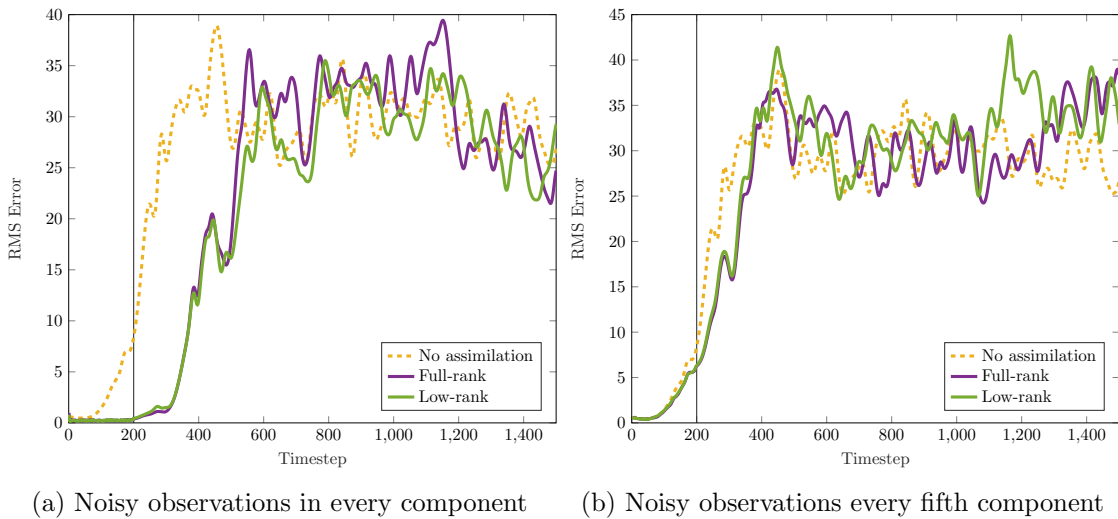 40
35
30
25
20
15
10
5
0
RMS Error
0 200 400 600 800 1,000 1,200 1,400
Timestep
No assimilation
Full-rank
Low-rank
(a) Noisy observations in every component
45
40
35
30
25
20
15
10
5
0
RMS Error
0 200 400 600 800 1,000 1,200 1,400
Timestep
No assimilation
Full-rank
Low-rank
(b) Noisy observations every fifth component